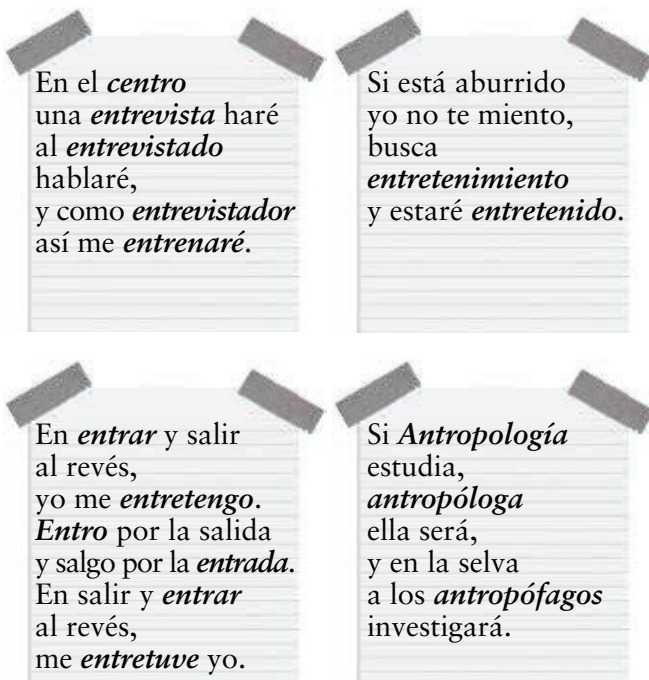 En el centro
una entrevista haré
al entrevistado
hablaré,
y como entrevistador
así me entrenaré.
Si está aburrido
yo no te miento,
busca
entretenimiento
y estaré entretenido.
En entrar y salir
al revés,
yo me entretengo.
Entro por la salida
y salgo por la entrada.
En salir y entrar
al revés,
me entretuve yo.
Si Antropología
estudia,
antropóloga
ella será,
y en la selva
a los antropófagos
investigará.